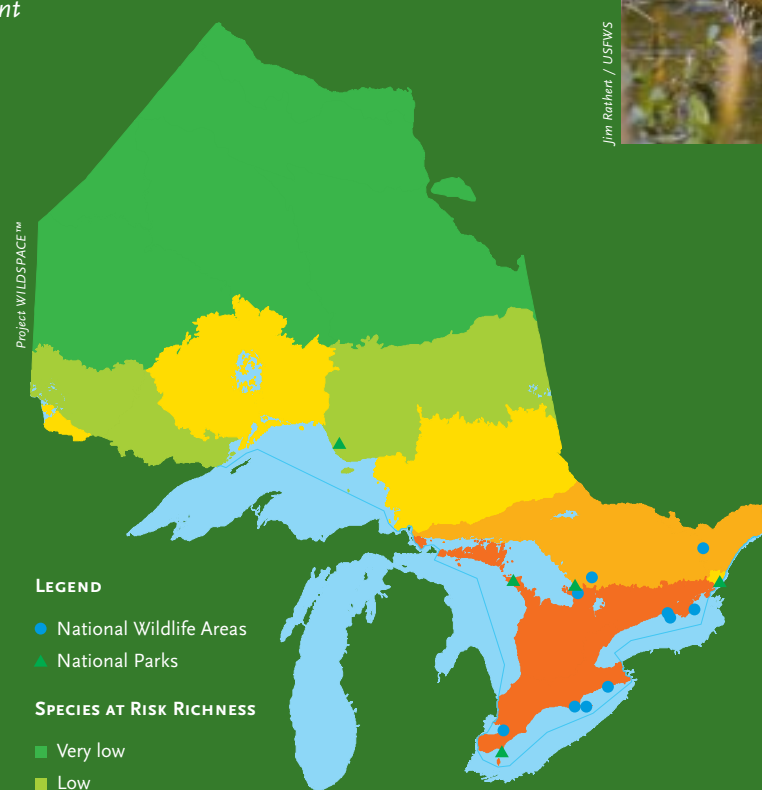 nt
Jim Rathert / USFWS
Project WILDSPACE™
LEGEND
National Wildlife Areas
National Parks
SPECIES AT RISK RICHNESS
Very low
Low